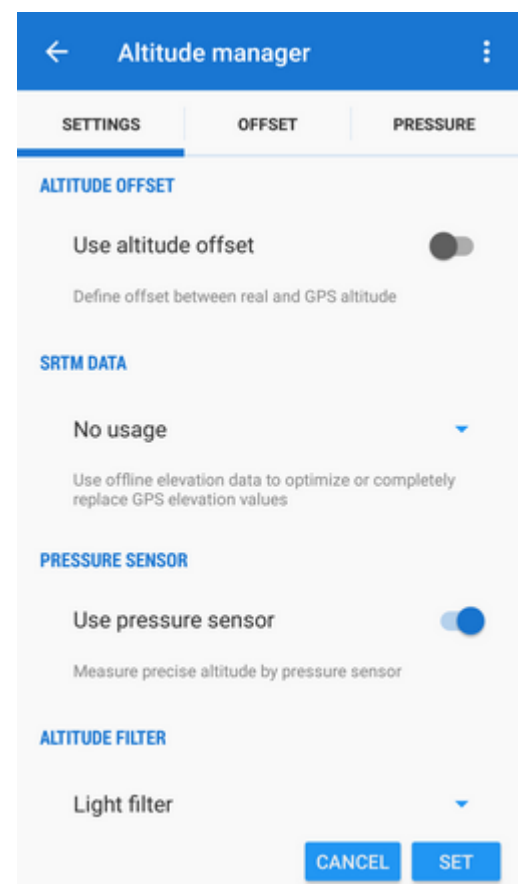 Altitude manager
SETTINGS OFFSET PRESSURE
ALTITUDE OFFSET
Use altitude offset
Define offset between real and GPS altitude
SRTM DATA
No usage
Use offline elevation data to optimize or completely
replace GPS elevation values
PRESSURE SENSOR
Use pressure sensor
Measure precise altitude by pressure sensor
ALTITUDE FILTER
Light filter
CANCEL SET